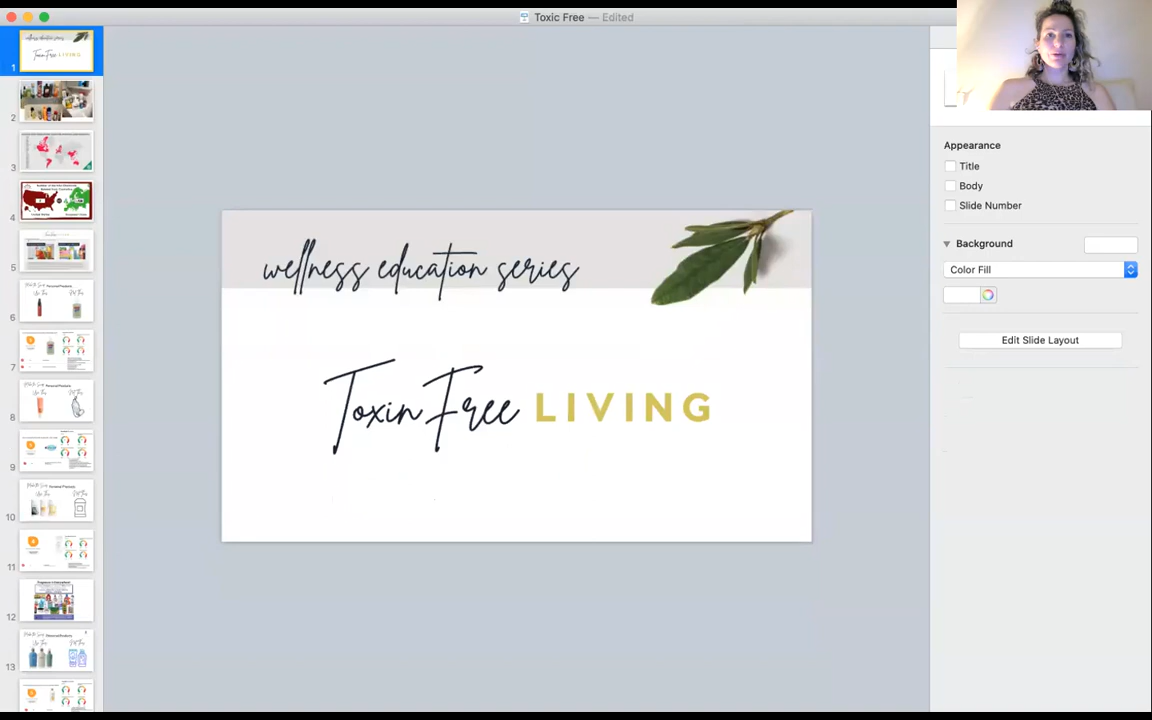 Toxic Free — Edited
wellness education series
Toxin Free LIVING
Appearance
Title
Body
Slide Number
Background
Color Fill
Edit Slide Layout
1
2
3
4
5
6
7
8
9
10
11
12
13